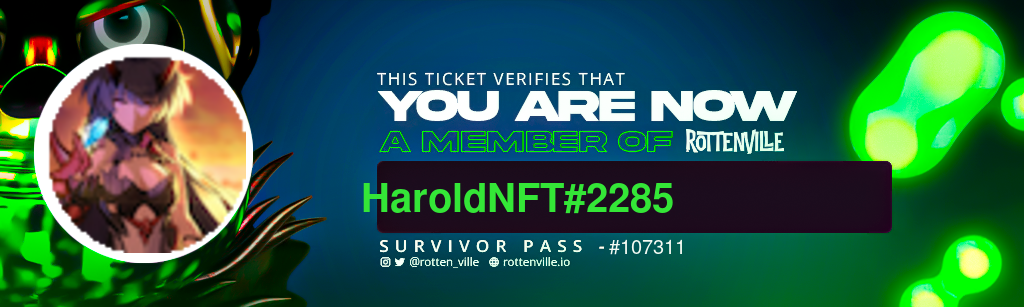 THIS TICKET VERIFIES THAT
YOU ARE NOW
A MEMBER OF ROTTENVILLE
HaroldNFT#2285
SURVIVOR PASS - #107311
@rotten_ville rottenville.io